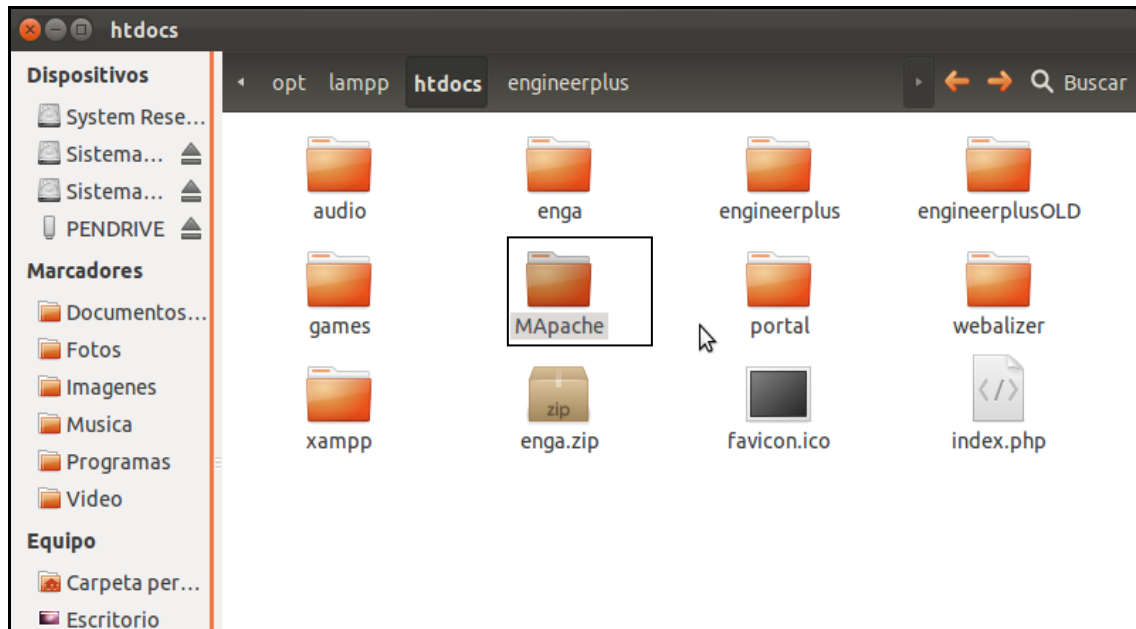 htdocs
Dispositivos
System Rese...
Sistema...
Sistema...
PENDRIVE
Marcadores
Documentos...
Fotos
Imagenes
Musica
Programas
Video
Equipo
Carpeta per...
Escritorio
opt lampp htdocs engineerplus Buscar
audio enga engineerplus engineerplusOLD
games MApache portal webalizer
zip
</>
xampp enga.zip favicon.ico index.php